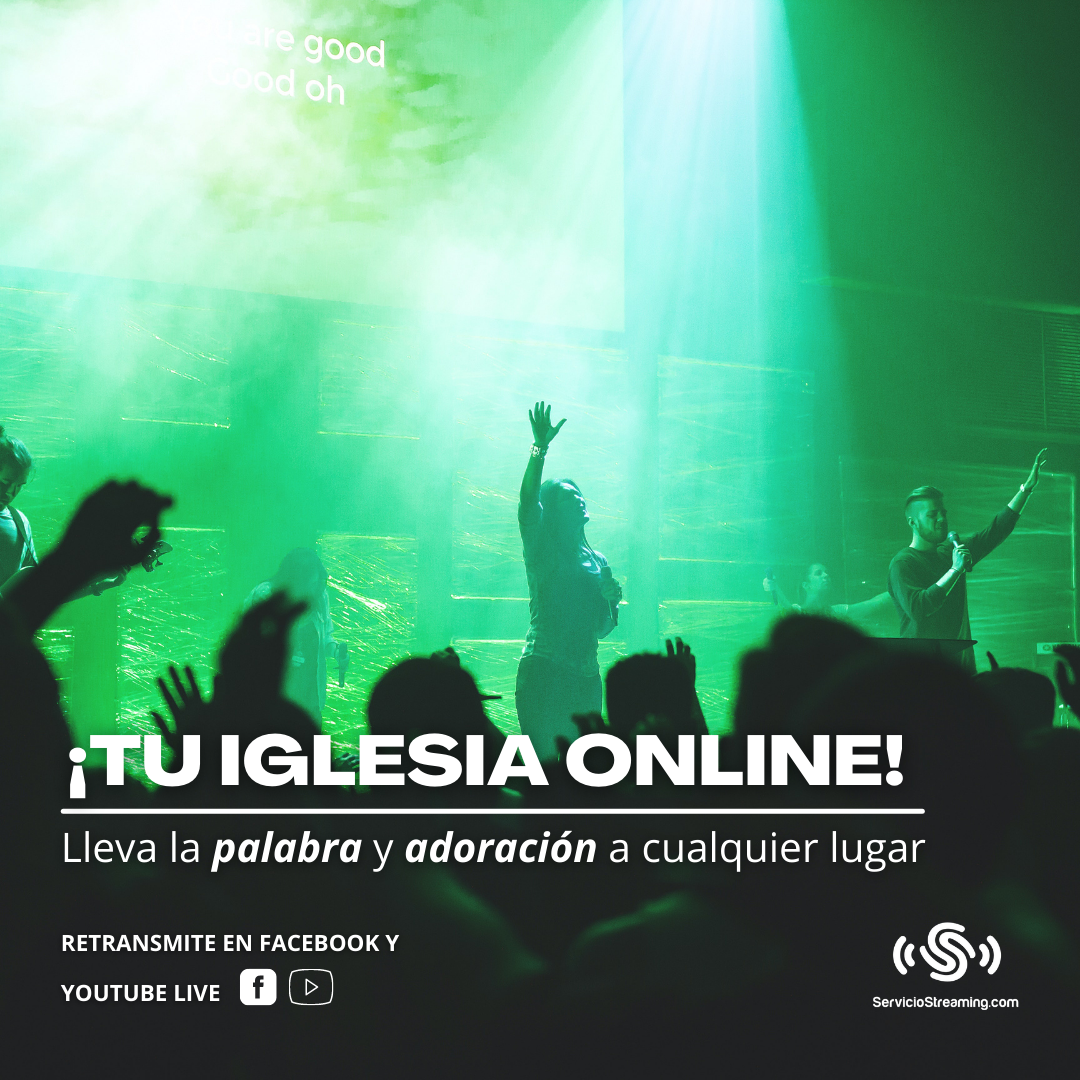 are good
Good oh
¡TU IGLESIA ONLINE!
Lleva la palabra y adoración a cualquier lugar
RETRANSMITE EN FACEBOOK Y
YOUTUBE LIVE
ServicioStreaming.com